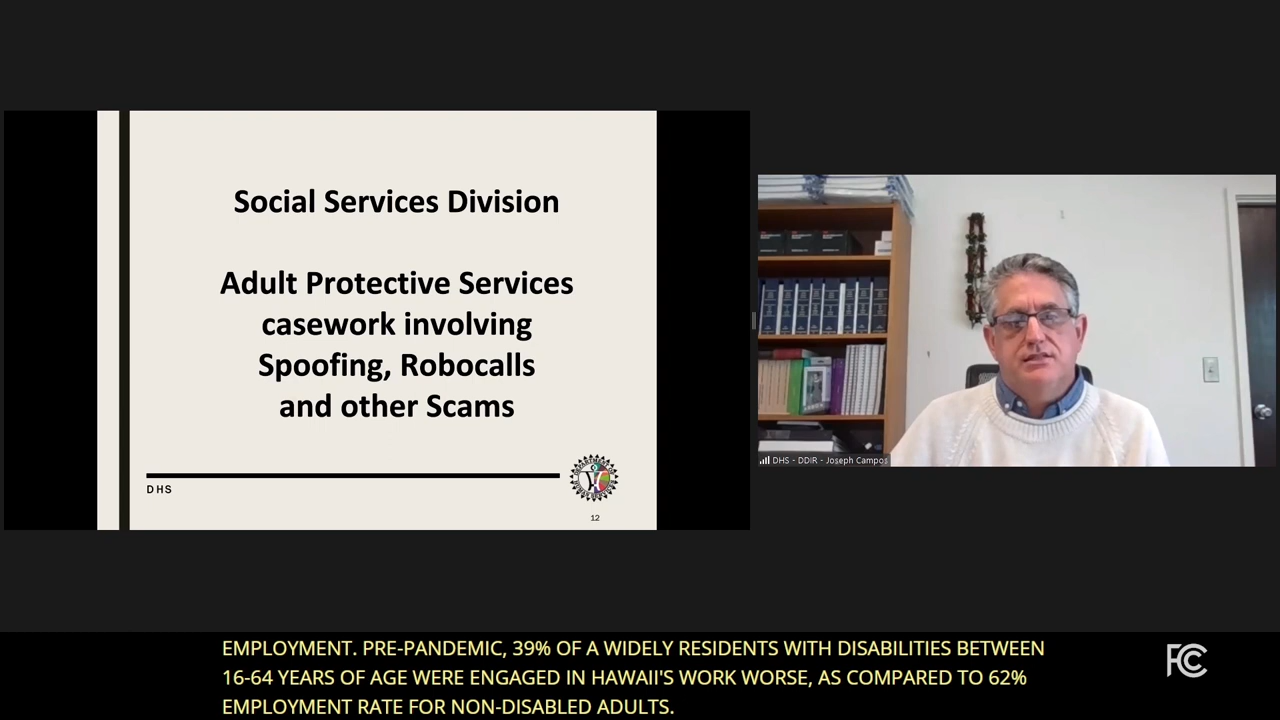 Social Services Division
Adult Protective Services
casework involving
Spoofing, Robocalls
and other Scams
DHS
12
DHS - DDIR - Joseph Campos
EMPLOYMENT. PRE-PANDEMIC, 39% OF A WIDELY RESIDENTS WITH DISABILITIES BETWEEN
16-64 YEARS OF AGE WERE ENGAGED IN HAWAII'S WORK WORSE, AS COMPARED TO 62%
EMPLOYMENT RATE FOR NON-DISABLED ADULTS.
FCC